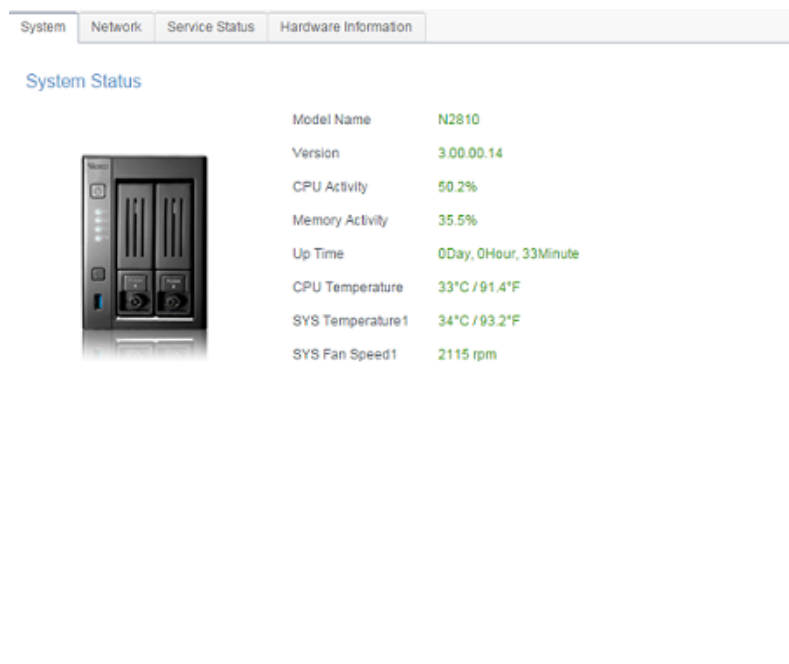 System Network Service Status Hardware Information
System Status
Model Name N2810
Version 3.00.00.14
CPU Activity 50.2%
Memory Activity 35.5%
Up Time 0Day, 0Hour, 33Minute
CPU Temperature 33°C / 91.4°F
SYS Temperature1 34°C / 93.2°F
SYS Fan Speed1 2115 rpm